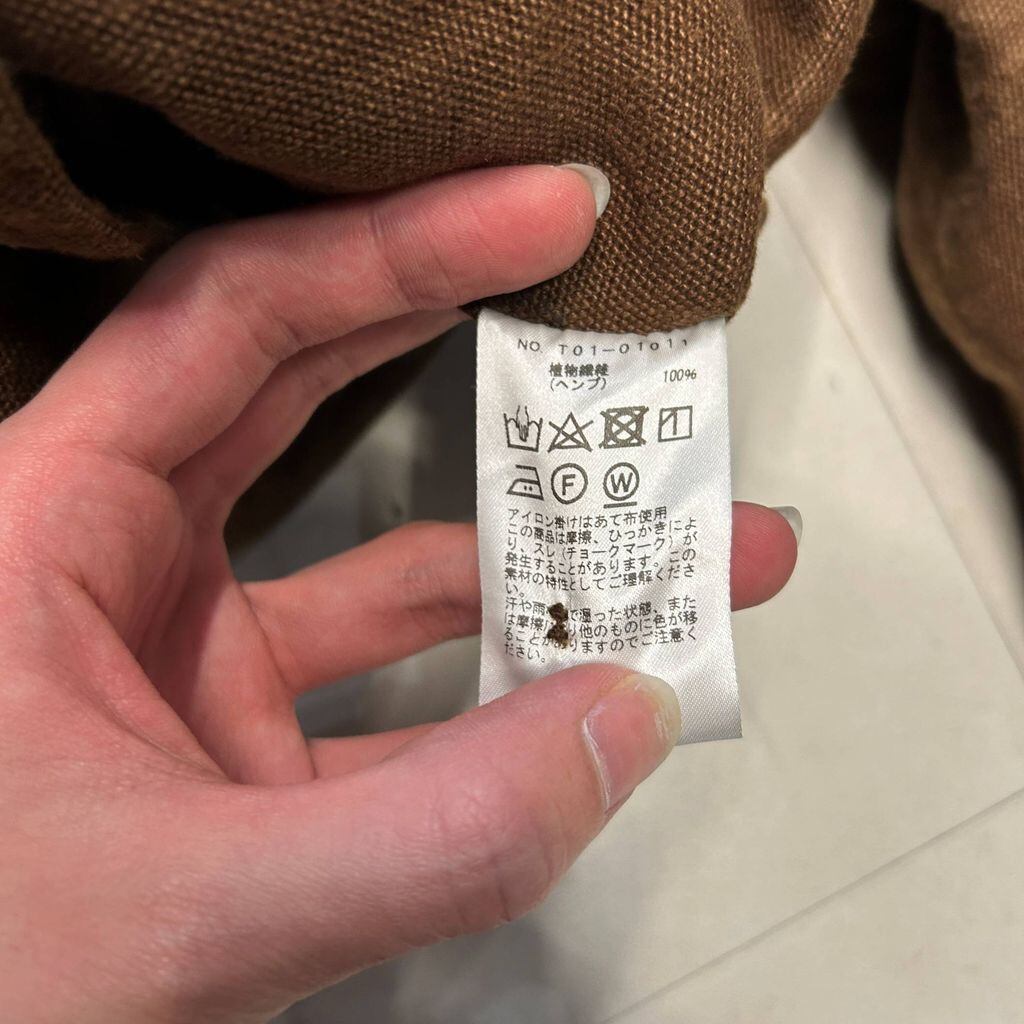 NO. T01-01011
植物繊維 100%
(ヘンプ)
F W
アイロン掛けはあて布使用
この商品は摩擦、ひっかきによ
り、スレ(チョークマーク)が
発生することがあります。この
素材の特性としてご理解くださ
い。
汗や雨 で湿った状態、また
は摩擦 り他のものに色が移
ることが りますのでご注意く
ださい。